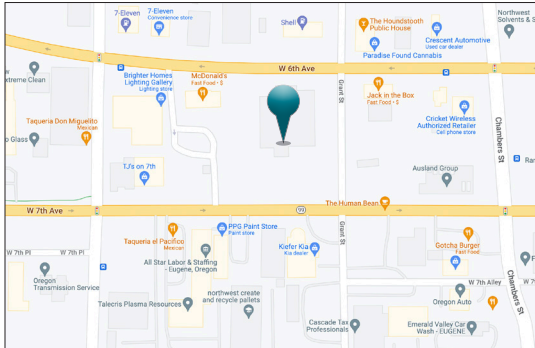 7-Eleven
7-Eleven
Convenience store
Shell
The Houndstooth
Public House
Northwest
Solvents & S
Crescent Automotive
Used car dealer
Paradise Found Cannabis
W 6th Ave
Extreme Clean
Brighter Homes
Lighting Gallery
Lighting store
McDonald's
Fast Food • $
Grant St
Jack in the Box
Fast Food • $
Chambers St
Taqueria Don Miguelito
Mexican
o Glass
Cricket Wireless
Authorized Retailer
Cell phone store
Ra
TJ's on 7th
Ausland Group
The Human Bean
W 7th Ave
99
Taqueria el Pacifico
Mexican
PPG Paint Store
Paint store
Grant St
W 7th Pl
W 7th Pl
All Star Labor & Staffing
- Eugene, Oregon
Kiefer Kia
Kia dealer
Gotcha Burger
Fast Food
F
Oregon
Transmission Service
W 7th Alley
Chambers St
Talecris Plasma Resources
northwest create
and recycle pallets
Oregon Auto
Cascade Tax
Professionals
Emerald Valley Car
Wash - EUGENE